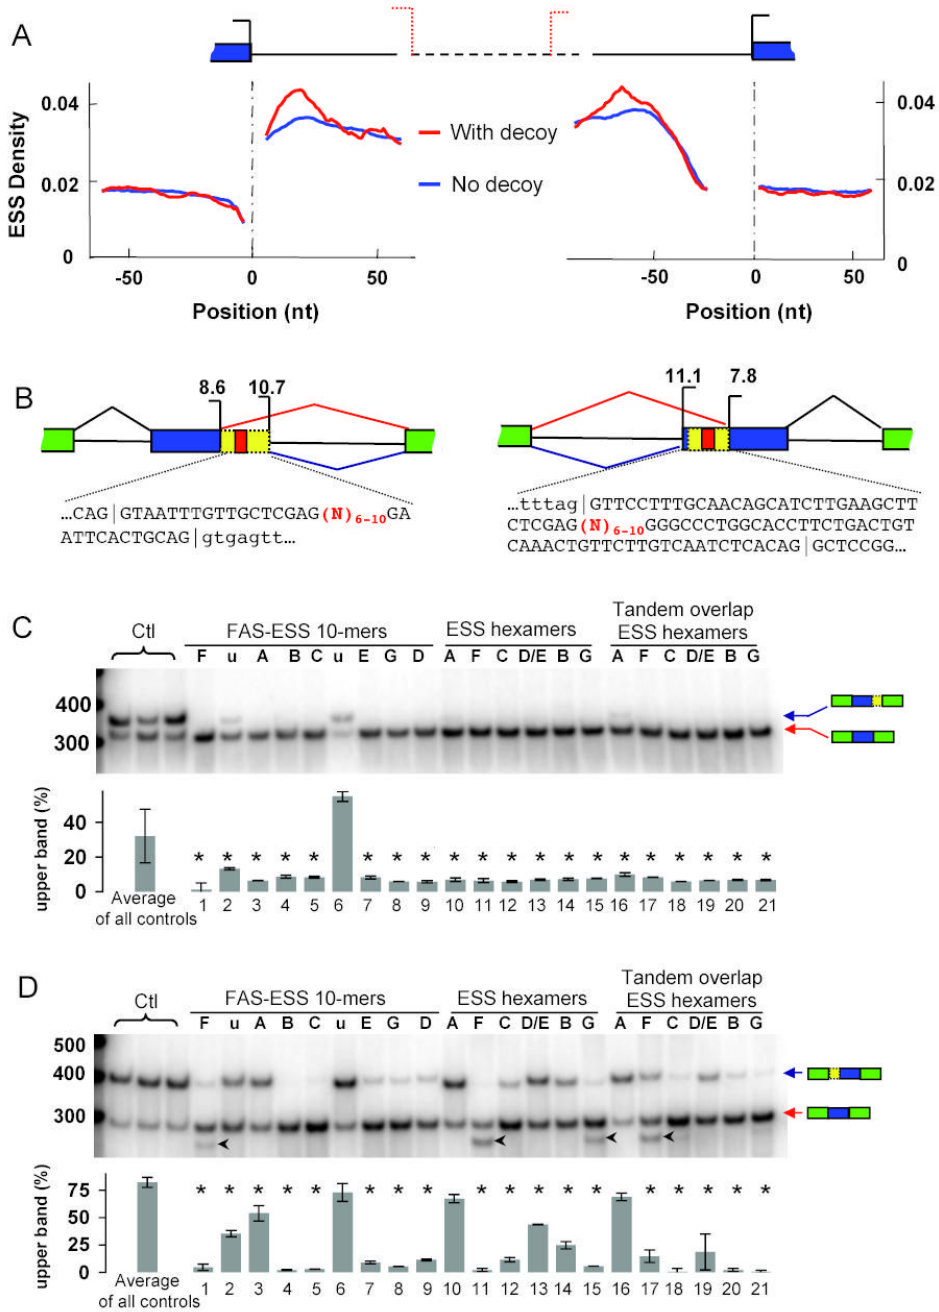 A
0.04
0.02
0
ESS Density
-50
0
50
Position (nt)
With decoy
No decoy
0.04
0.02
0
-50
0
50
Position (nt)
B
8.6
10.7
…CAG|GTAATTTGTTGCTCGAG(N)6–10GA
ATTCACTGCAG|gtgagtt…
11.1
7.8
…tttag|GTTCCTTTGCAACAGCATCTTGAAGCTT
CTCGAG(N)6–10GGGCCCTGGCACCTTCTGACTGT
CAAACTGTTCTTGTCAATCTCACAG|GCTCCGG…
C
Ctl
FAS-ESS 10-mers
ESS hexamers
Tandem overlap
ESS hexamers
F u A B C u E G D A F C D/E B G A F C D/E B G
400
300
upper band (%)
40
20
0
* * * * * * * * * * * * * * * * * * * *
Average
of all controls
1 2 3 4 5 6 7 8 9 10 11 12 13 14 15 16 17 18 19 20 21
D
Ctl
FAS-ESS 10-mers
ESS hexamers
Tandem overlap
ESS hexamers
F u A B C u E G D A F C D/E B G A F C D/E B G
500
400
300
upper band (%)
75
50
25
0
* * * * * * * * * * * * * * * * * *
Average
of all controls
1 2 3 4 5 6 7 8 9 10 11 12 13 14 15 16 17 18 19 20 21